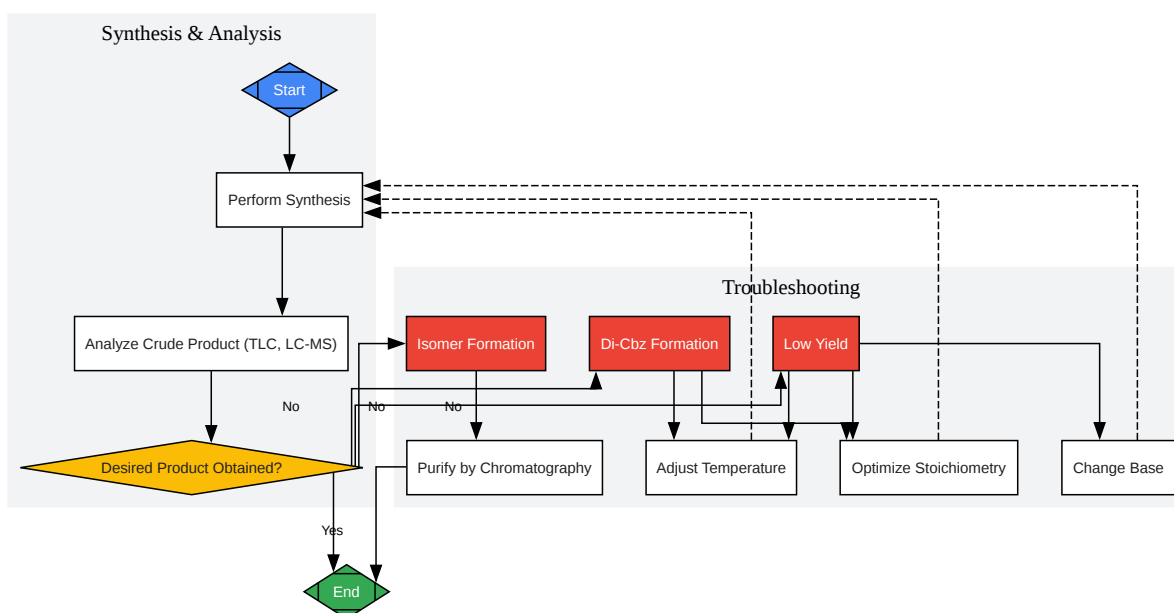 Synthesis & Analysis
Start
Perform Synthesis
Troubleshooting
Analyze Crude Product (TLC, LC-MS)
Isomer Formation
Di-Cbz Formation
Low Yield
No
No
No
Desired Product Obtained?
Purify by Chromatography
Adjust Temperature
Optimize Stoichiometry
Change Base
Yes
End